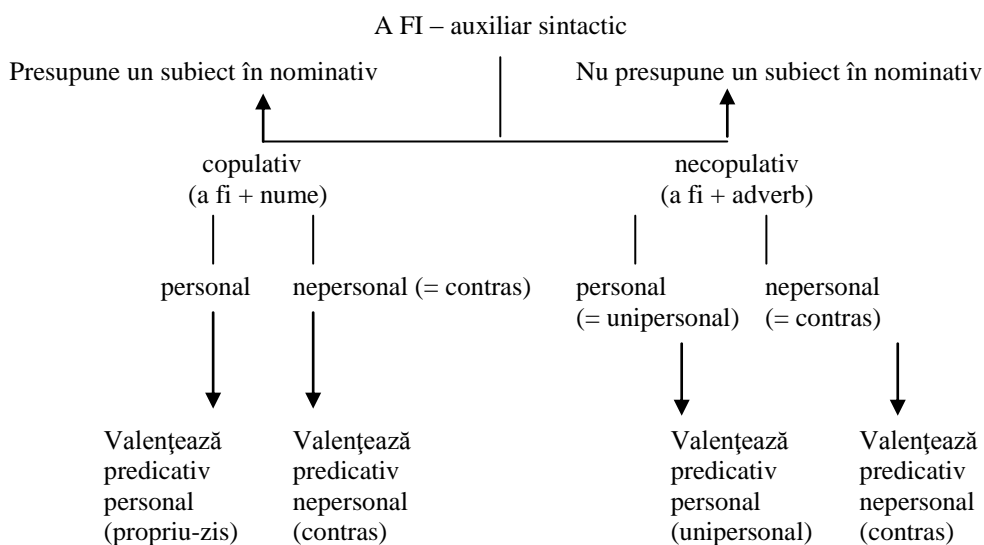 A FI – auxiliar sintactic
Presupune un subiect în nominativ
Nu presupune un subiect în nominativ
copulativ
(a fi + nume)
necopulativ
(a fi + adverb)
personal
nepersonal (= contras)
personal
(= unipersonal)
nepersonal
(= contras)
Valenţează
predicativ
personal
(propriu-zis)
Valenţează
predicativ
nepersonal
(contras)
Valenţează
predicativ
personal
(unipersonal)
Valenţează
predicativ
nepersonal
(contras)